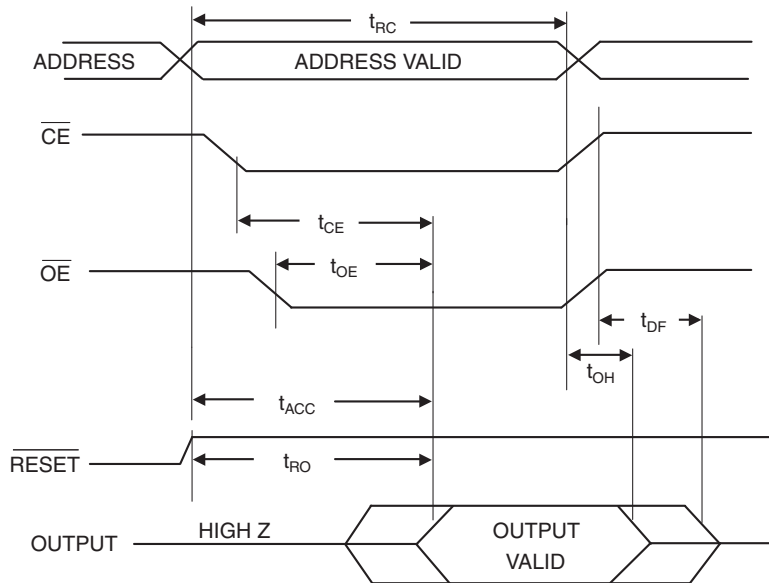 tRC
ADDRESS
ADDRESS VALID
CE
tCE
tOE
OE
tDF
tOH
tACC
RESET
tRO
OUTPUT
HIGH Z
OUTPUT
VALID